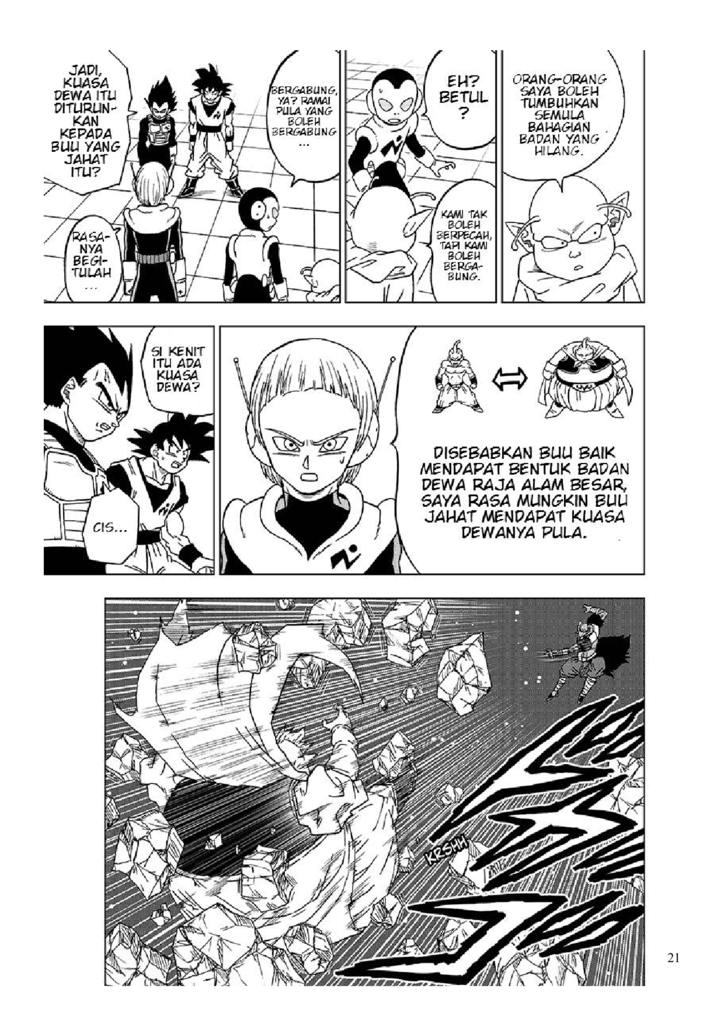 ORANG-ORANG
SAYA BOLEH
TUMBUHKAN
SEMULA
BAHAGIAN
BADAN YANG
HILANG.
EH?
BETUL
?
KAMI TAK
BOLEH
BERPECAH,
TAPI KAMI
BOLEH
BERGA-
BUNG.
BERGABUNG,
YA? RAMAI
PULA YANG
BOLEH
BERGABUNG
...
JADI,
KUASA
DEWA ITU
DITURUN-
KAN
KEPADA
BUU YANG
JAHAT
ITU?
RASA-
NYA
BEGI-
TULAH
...
DISEBABKAN BUU BAIK
MENDAPAT BENTUK BADAN
DEWA RAJA ALAM BESAR,
SAYA RASA MUNGKIN BUU
JAHAT MENDAPAT KUASA
DEWANYA PULA.
SI KENIT
ITU ADA
KUASA
DEWA?
CIS...
KRSHH
21